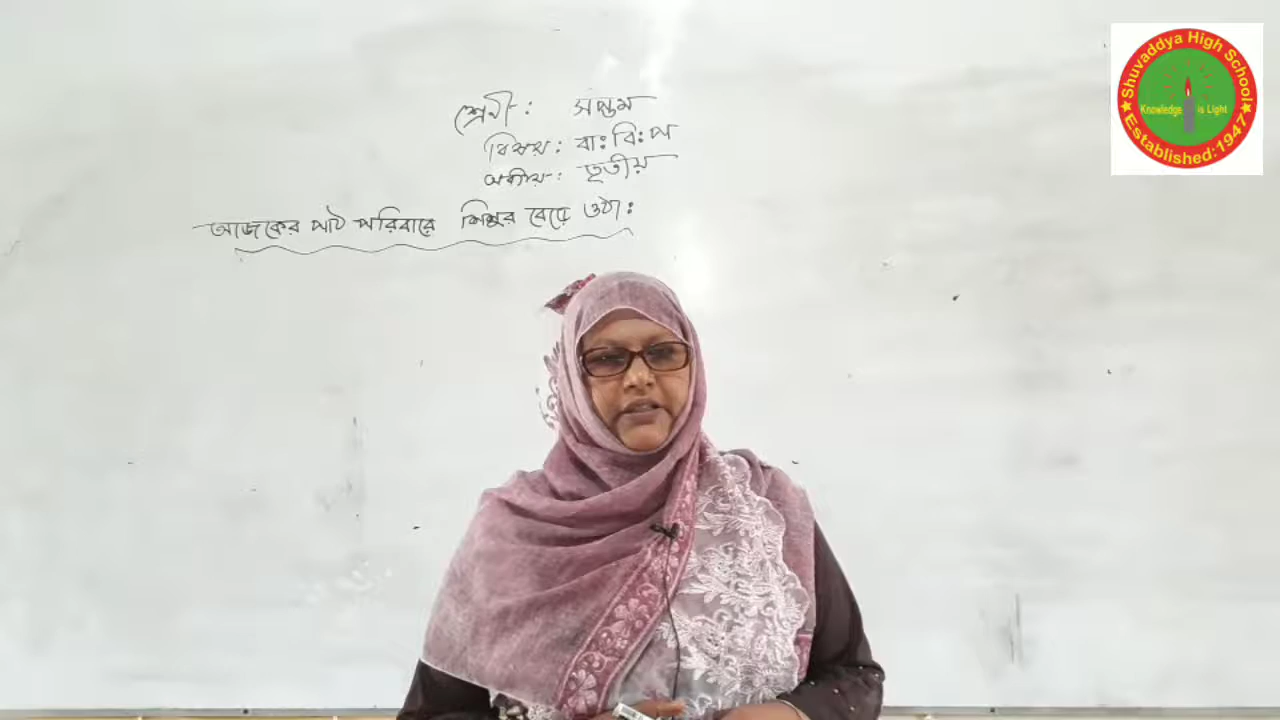 শ্রেণী: সপ্তম
বিষয়: বা: বি: প
অধ্যায়: তৃতীয়
আজকের পাঠ পরিবারে শিশুর বেড়ে ওঠা:
Shuvaddya High School
Knowledge is Light
Established: 1947